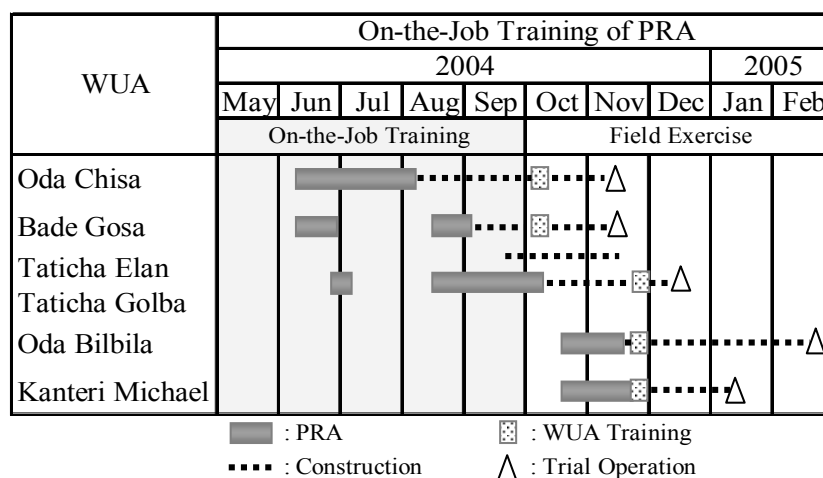 On-the-Job Training of PRA
WUA
2004 2005
May Jun Jul Aug Sep Oct Nov Dec Jan Feb
On-the-Job Training Field Exercise
Oda Chisa
Bade Gosa
Taticha Elan
Taticha Golba
Oda Bilbila
Kanteri Michael
: PRA : WUA Training
: Construction : Trial Operation